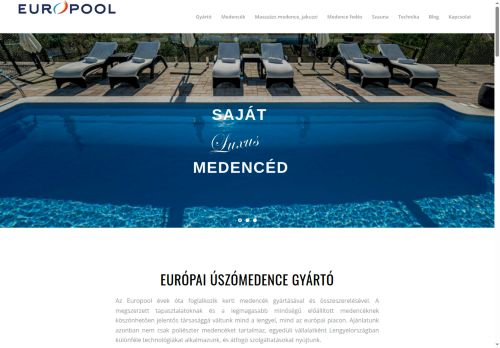 EUROPOOL
Gyártó Medencék Masszázs medence, jakuzzi Medence fedés Szauna Technika Blog Kapcsolat
SAJÁT
Luxus
MEDENCÉD
EURÓPAI ÚSZÓMEDENCE GYÁRTÓ
Az Europool évek óta foglalkozik kerti medencék gyártásával és összeszerelésével. A
megszerzett tapasztalatoknak és a legmagasabb minőségű előállított medencéknek
köszönhetően jelentős társasággá váltunk mind a lengyel, mind az európai piacon. Ajánlatunk
azonban nem csak poliészter medencéket tartalmaz, egyedüli vállalatként Lengyelországban
különféle technológiákat alkalmazunk, és átfogó szolgáltatásokat nyújtunk.